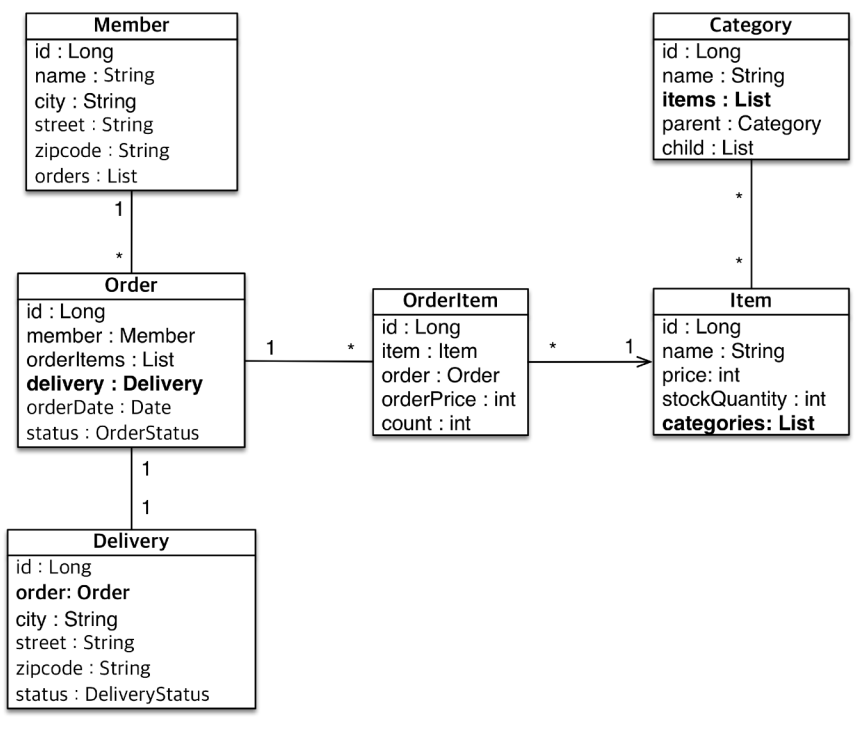 Member
id : Long
name : String
city : String
street : String
zipcode : String
orders : List
1
*
Order
id : Long
member : Member
orderItems : List
delivery : Delivery
orderDate : Date
status : OrderStatus
1
*
OrderItem
id : Long
item : Item
order : Order
orderPrice : int
count : int
*
1
Category
id : Long
name : String
items : List
parent : Category
child : List
*
*
Item
id : Long
name : String
price: int
stockQuantity : int
categories: List
1
1
Delivery
id : Long
order: Order
city : String
street : String
zipcode : String
status : DeliveryStatus